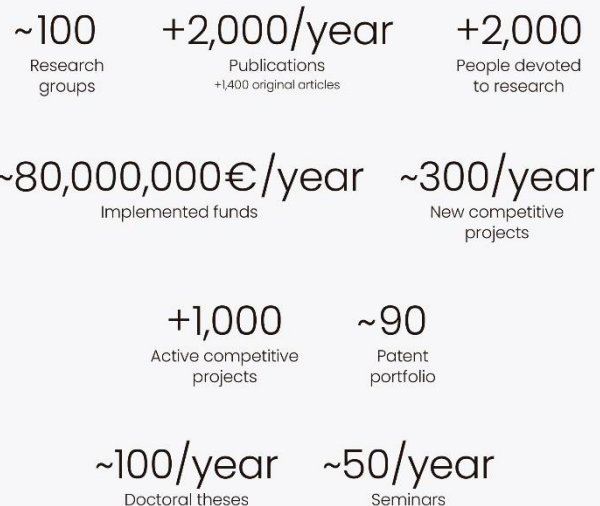 ~100
Research
groups
+2,000/year
Publications
+1,400 original articles
+2,000
People devoted
to research
~80,000,000€/year
Implemented funds
~300/year
New competitive
projects
+1,000
Active competitive
projects
~90
Patent
portfolio
~100/year
Doctoral theses
~50/year
Seminars